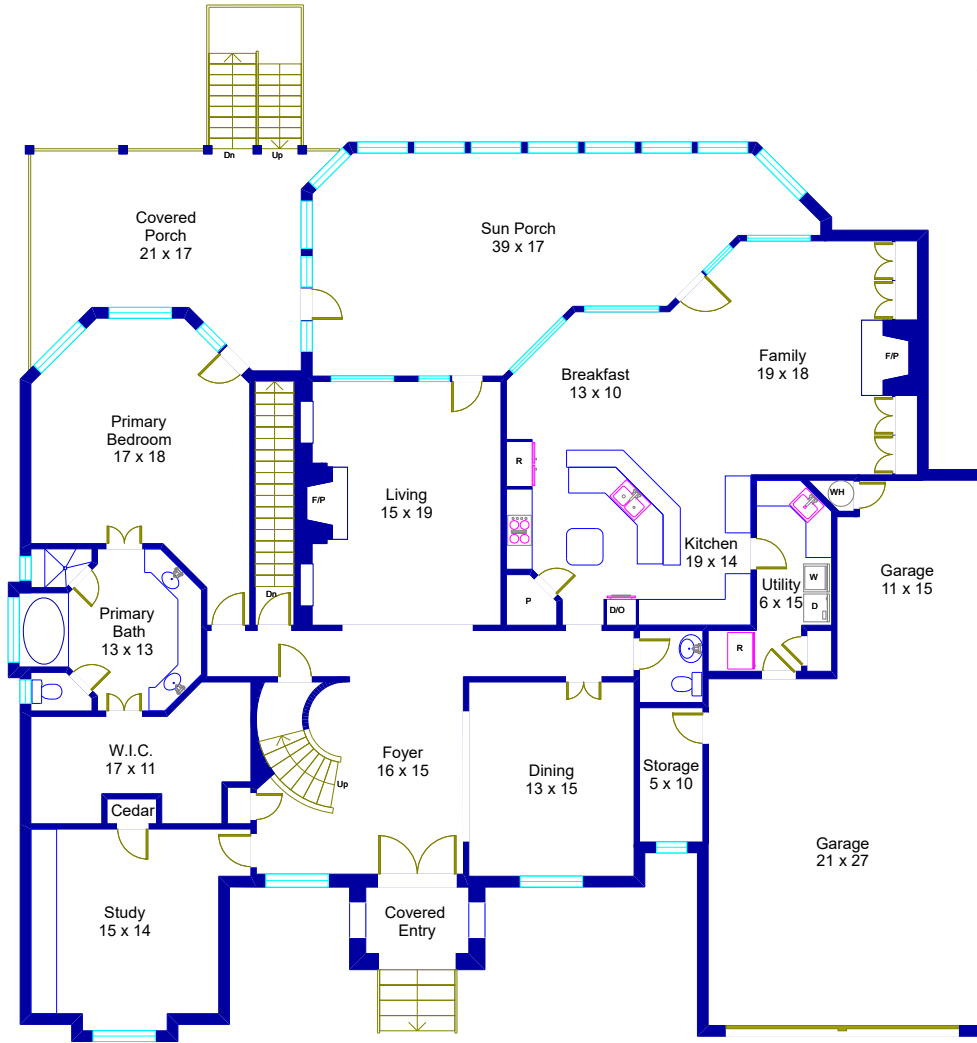 Dn
Up
Covered
Porch
21 x 17
Sun Porch
39 x 17
Family
19 x 18
F/P
Breakfast
13 x 10
Primary
Bedroom
17 x 18
R
Living
15 x 19
F/P
WH
Kitchen
19 x 14
Garage
11 x 15
Utility
6 x 15
W
D
Dn
P
D/O
Primary
Bath
13 x 13
R
W.I.C.
17 x 11
Foyer
16 x 15
Up
Dining
13 x 15
Storage
5 x 10
Cedar
Garage
21 x 27
Study
15 x 14
Covered
Entry